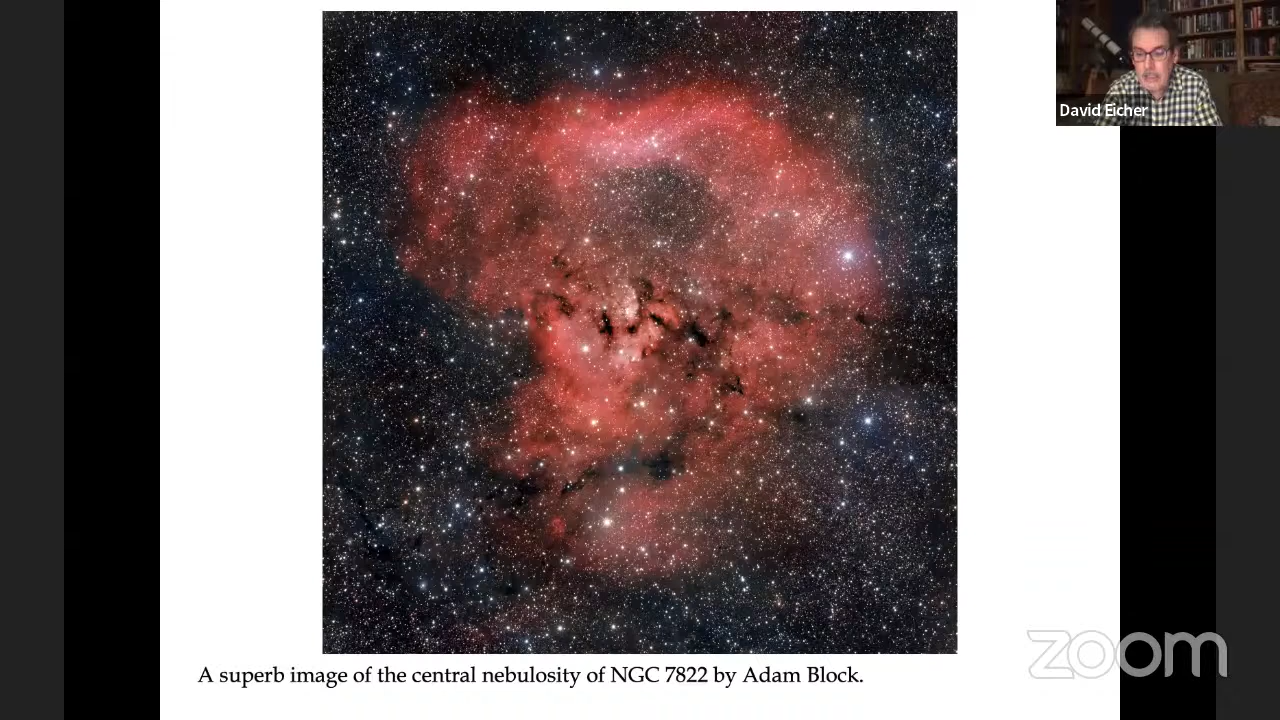 David Eicher
A superb image of the central nebulosity of NGC 7822 by Adam Block.
zoom